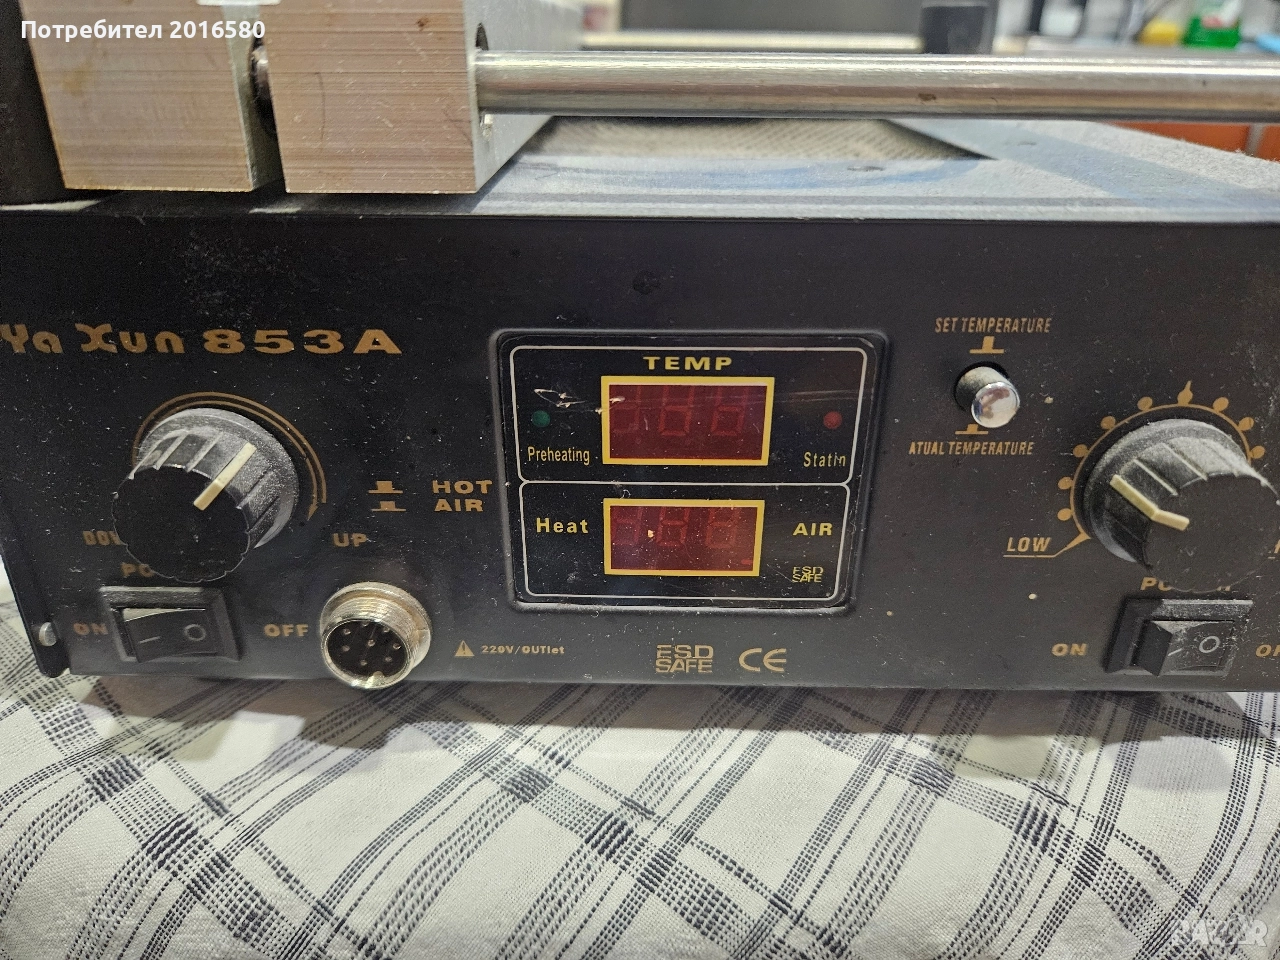 Потребител 2016580
Ya Xun 853A
SET TEMPERATURE
TEMP
Preheating
Statin
ATUAL TEMPERATURE
HOT
AIR
Heat
AIR
ESD
SAFE
UP
LOW
ON
OFF
220V/OUTlet
ESD
SAFE
CE
ON
BAZAR